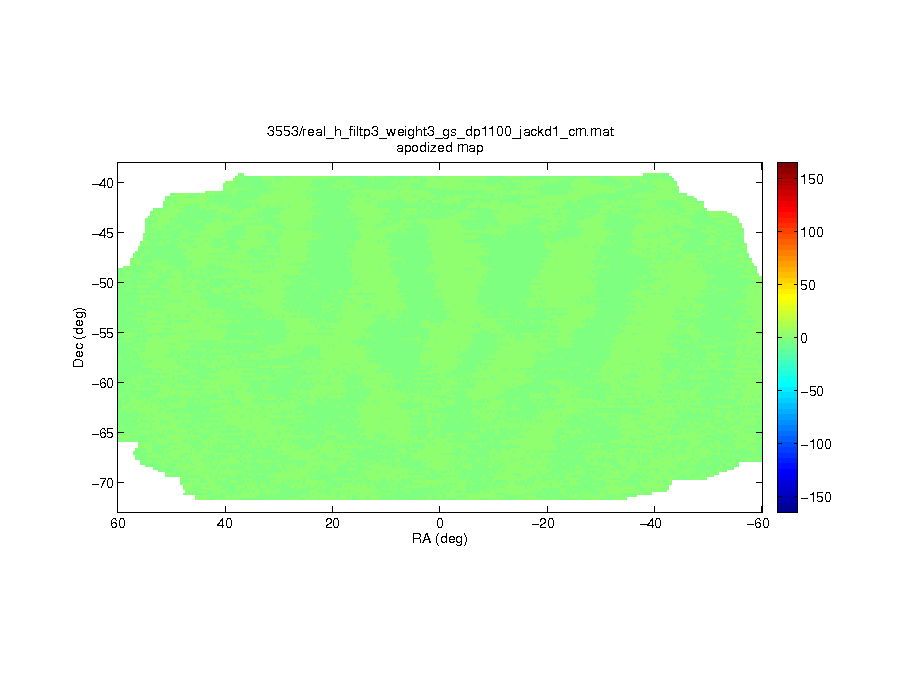 3553/real_h_filtp3_weight3_gs_dp1100_jackd1_cm.mat
apodized map
−40
−45
−50
−55
−60
−65
−70
Dec (deg)
60 40 20 0 −20 −40 −60
RA (deg)
150
100
50
0
−50
−100
−150